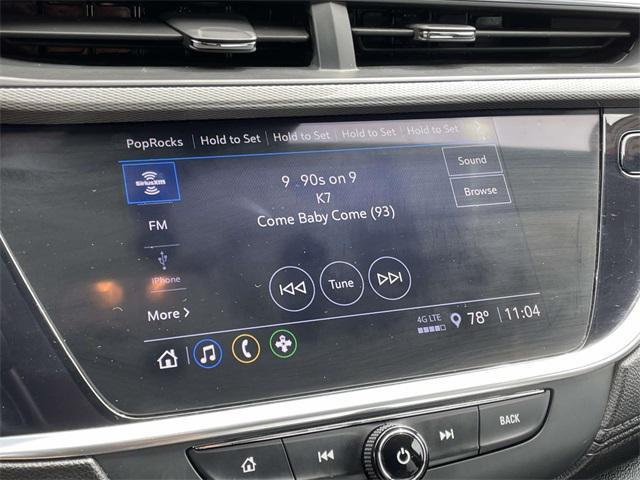 PopRocks Hold to Set Hold to Set Hold to Set Hold to Set
SiriusXM
9 90s on 9
K7
Come Baby Come (93)
Sound
Browse
FM
iPhone
Tune
More >
4G LTE 78° 11:04
BACK